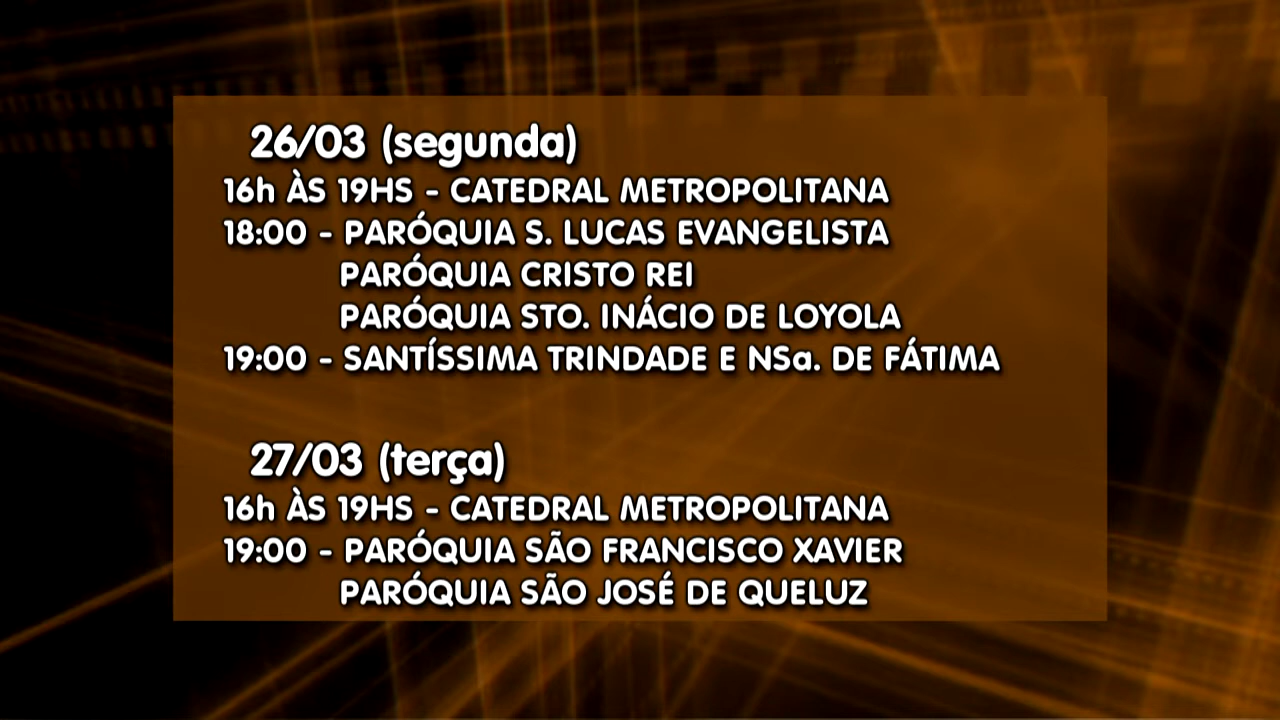 26/03 (segunda)
16h ÀS 19HS - CATEDRAL METROPOLITANA
18:00 - PARÓQUIA S. LUCAS EVANGELISTA
PARÓQUIA CRISTO REI
PARÓQUIA STO. INÁCIO DE LOYOLA
19:00 - SANTÍSSIMA TRINDADE E NSa. DE FÁTIMA
27/03 (terça)
16h ÀS 19HS - CATEDRAL METROPOLITANA
19:00 - PARÓQUIA SÃO FRANCISCO XAVIER
PARÓQUIA SÃO JOSÉ DE QUELUZ